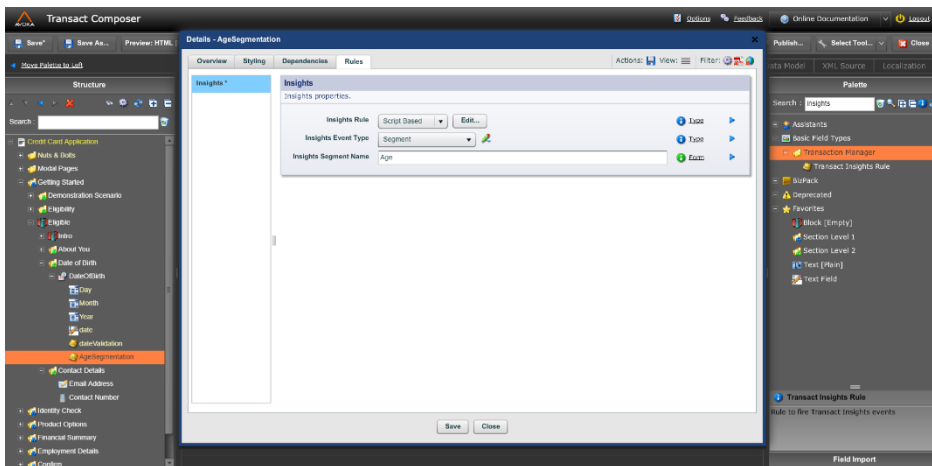 AVOKA Transact Composer
Options Feedback Online Documentation Logout
Save* Save As... Preview: HTML
Publish... Select Tool... Close
Move Palette to Left
Details - AgeSegmentation
Overview Styling Dependencies Rules
Actions: View: Filter:
ata Model XML Source Localization
Structure
Search :
Credit Card Application
Nuts & Bolts
Modal Pages
Getting Started
Demonstration Scenario
Eligibility
Eligible
Intro
About You
Date of Birth
DateOfBirth
Day
Month
Year
date
dateValidation
AgeSegmentation
Contact Details
Email Address
Contact Number
Identity Check
Product Options
Financial Summary
Employment Details
Confirm
Insights *
Insights
Insights properties.
Insights Rule Script Based Edit... Type
Insights Event Type Segment Type
Insights Segment Name Age Form
Save Close
Palette
Search : Insights
Assistants
Basic Field Types
Transaction Manager
Transact Insights Rule
BizPack
Deprecated
Favorites
Block [Empty]
Section Level 1
Section Level 2
Text [Plain]
Text Field
Transact Insights Rule
Rule to fire Transact Insights events
Field Import